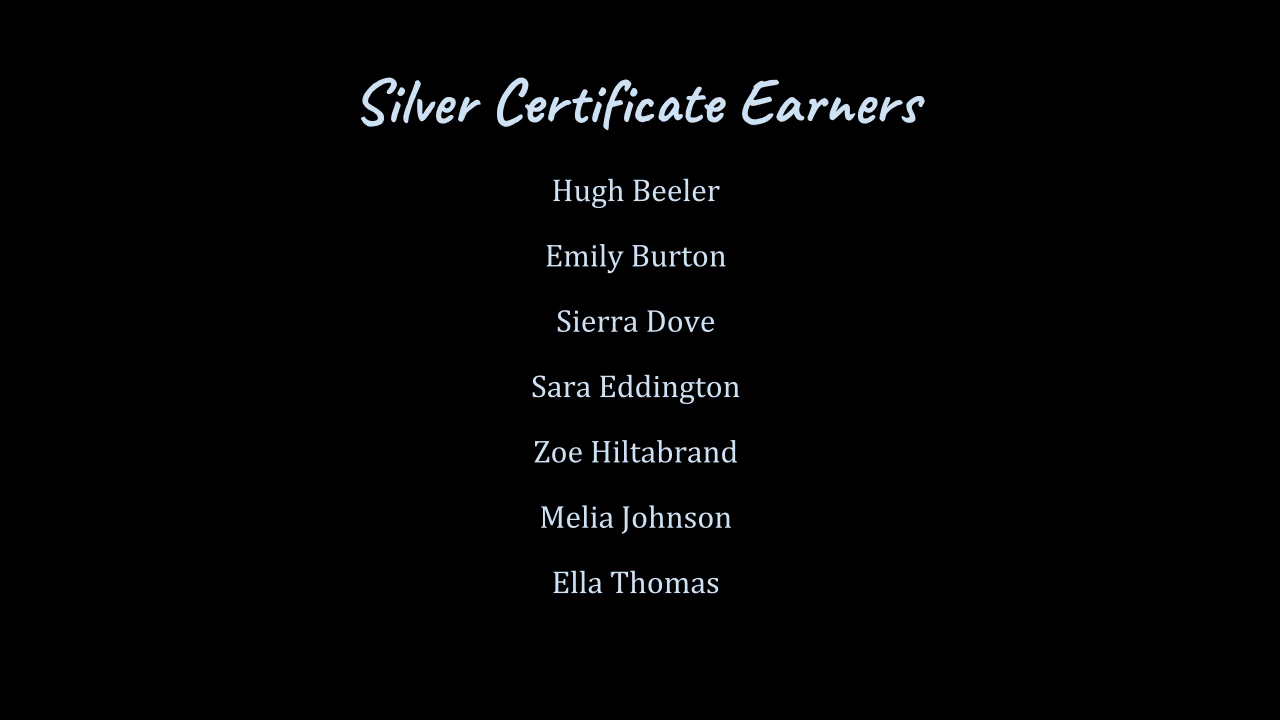 Silver Certificate Earners
Hugh Beeler
Emily Burton
Sierra Dove
Sara Eddington
Zoe Hiltabrand
Melia Johnson
Ella Thomas